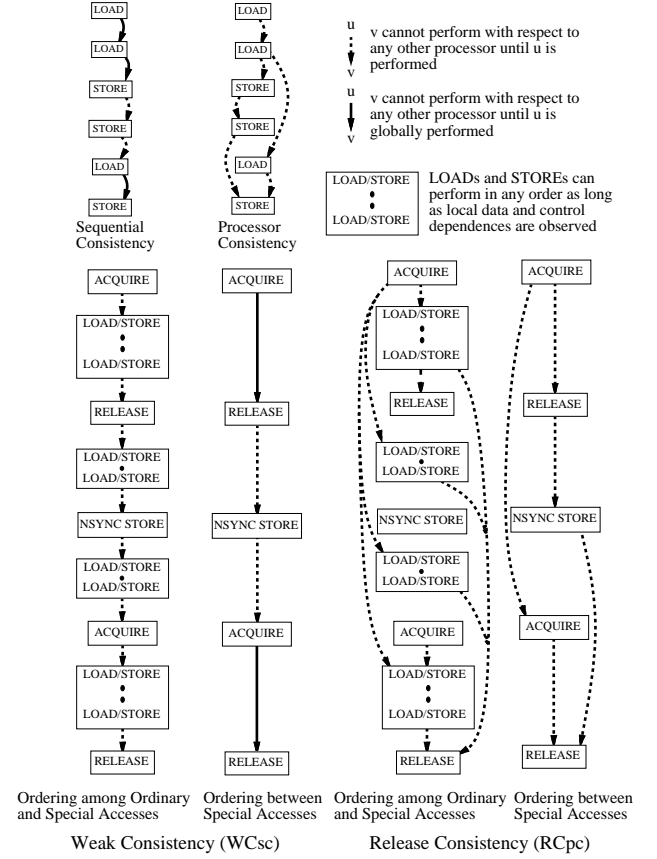 LOAD
LOAD
STORE
STORE
LOAD
STORE
Sequential
Consistency
LOAD
LOAD
STORE
STORE
LOAD
STORE
Processor
Consistency
u
v
v cannot perform with respect to
any other processor until u is
performed
u
v
v cannot perform with respect to
any other processor until u is
globally performed
LOAD/STORE
LOAD/STORE
LOADs and STOREs can
perform in any order as long
as local data and control
dependences are observed
ACQUIRE
LOAD/STORE
LOAD/STORE
RELEASE
LOAD/STORE
LOAD/STORE
NSYNC STORE
LOAD/STORE
LOAD/STORE
ACQUIRE
LOAD/STORE
LOAD/STORE
RELEASE
Ordering among Ordinary
and Special Accesses
ACQUIRE
RELEASE
NSYNC STORE
ACQUIRE
RELEASE
Ordering between
Special Accesses
Weak Consistency (WCsc)
ACQUIRE
LOAD/STORE
LOAD/STORE
RELEASE
LOAD/STORE
LOAD/STORE
NSYNC STORE
LOAD/STORE
LOAD/STORE
ACQUIRE
LOAD/STORE
LOAD/STORE
RELEASE
Ordering among Ordinary
and Special Accesses
ACQUIRE
RELEASE
NSYNC STORE
ACQUIRE
RELEASE
Ordering between
Special Accesses
Release Consistency (RCpc)